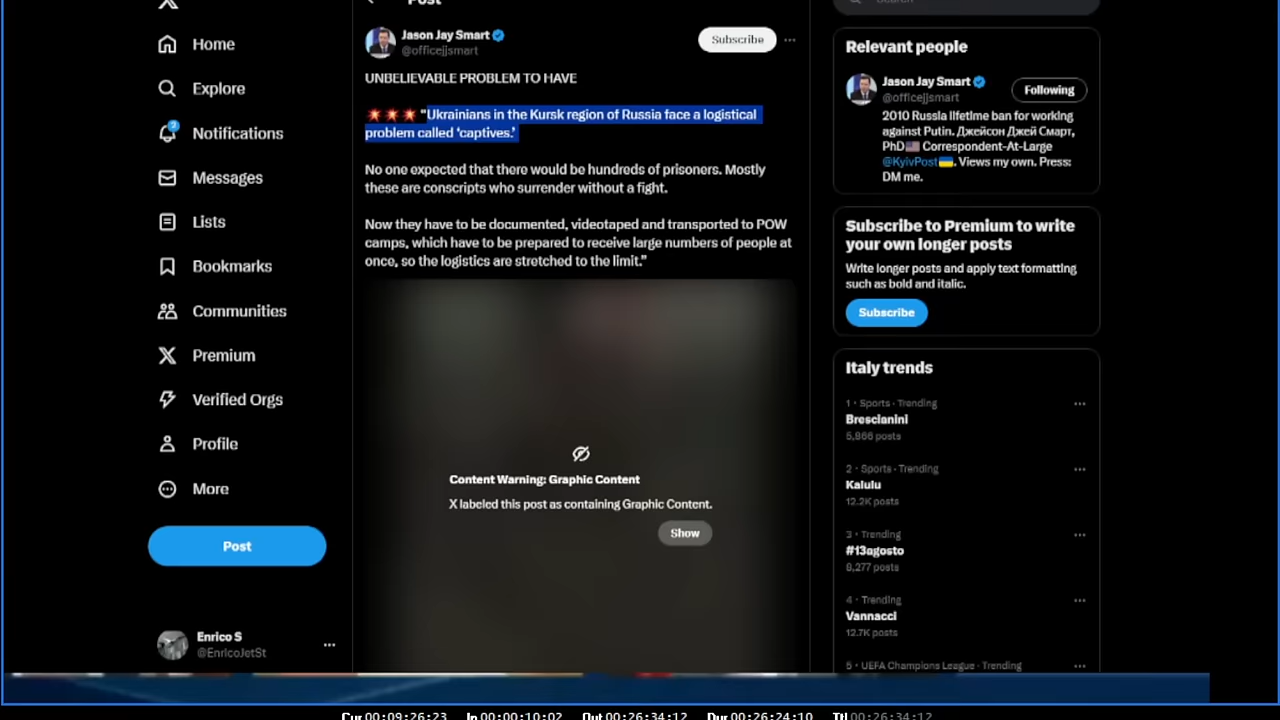 Post
Home
Explore
2
Notifications
Messages
Lists
Bookmarks
Communities
Premium
Verified Orgs
Profile
More
Post
Enrico S
@EnricoJetSt
Jason Jay Smart
@officejjsmart
Subscribe
UNBELIEVABLE PROBLEM TO HAVE
💥💥💥 "Ukrainians in the Kursk region of Russia face a logistical
problem called ‘captives.’
No one expected that there would be hundreds of prisoners. Mostly
these are conscripts who surrender without a fight.
Now they have to be documented, videotaped and transported to POW
camps, which have to be prepared to receive large numbers of people at
once, so the logistics are stretched to the limit.”
Content Warning: Graphic Content
X labeled this post as containing Graphic Content.
Show
Search
Relevant people
Jason Jay Smart
@officejjsmart
Following
2010 Russia lifetime ban for working
against Putin. Джейсон Джей Смарт,
PhD🇺🇸 Correspondent-At-Large
@KyivPost🇺🇦. Views my own. Press:
DM me.
Subscribe to Premium to write
your own longer posts
Write longer posts and apply text formatting
such as bold and italic.
Subscribe
Italy trends
1 · Sports · Trending
Brescianini
5,866 posts
2 · Sports · Trending
Kalulu
12.2K posts
3 · Trending
#13agosto
8,277 posts
4 · Trending
Vannacci
12.7K posts
5 · UEFA Champions League · Trending
Cur 00:09:26:23 In 00:00:10:02 Out 00:26:34:12 Dur 00:26:24:10 Ttl 00:26:34:12